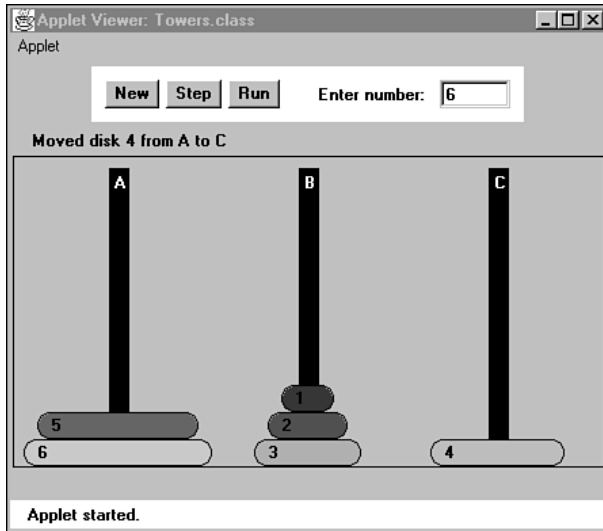 Applet Viewer: Towers.class
Applet
New Step Run Enter number: 6
Moved disk 4 from A to C
A B C
1
5 2
6 3 4
Applet started.